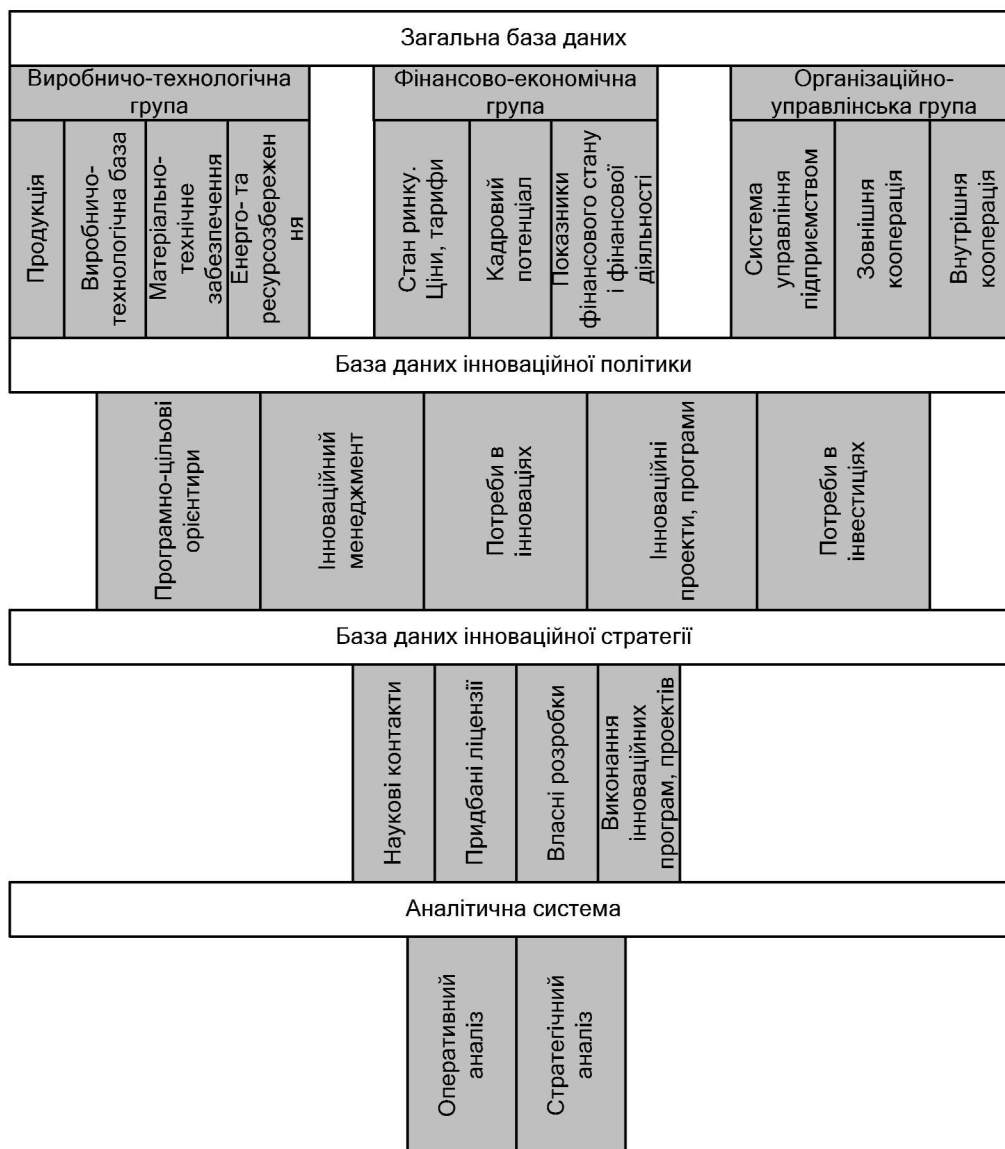 Загальна база даних
Виробничо-технологічна
група
Фінансово-економічна
група
Організаційно-
управлінська група
Продукція
Виробничо-
технологічна база
Матеріально-
технічне
забезпечення
Енерго- та
ресурсозбережен
ня
Стан ринку.
Ціни, тарифи
Кадровий
потенціал
Показники
фінансового стану
і фінансової
діяльності
Система
управління
підприємством
Зовнішня
кооперація
Внутрішня
кооперація
База даних інноваційної політики
Програмно-цільові
орієнтири
Інноваційний
менеджмент
Потреби в
інноваціях
Інноваційні
проекти, програми
Потреби в
інвестиціях
База даних інноваційної стратегії
Наукові контакти
Придбані ліцензії
Власні розробки
Виконання
інноваційних
програм, проектів
Аналітична система
Оперативний
аналіз
Стратегічний
аналіз